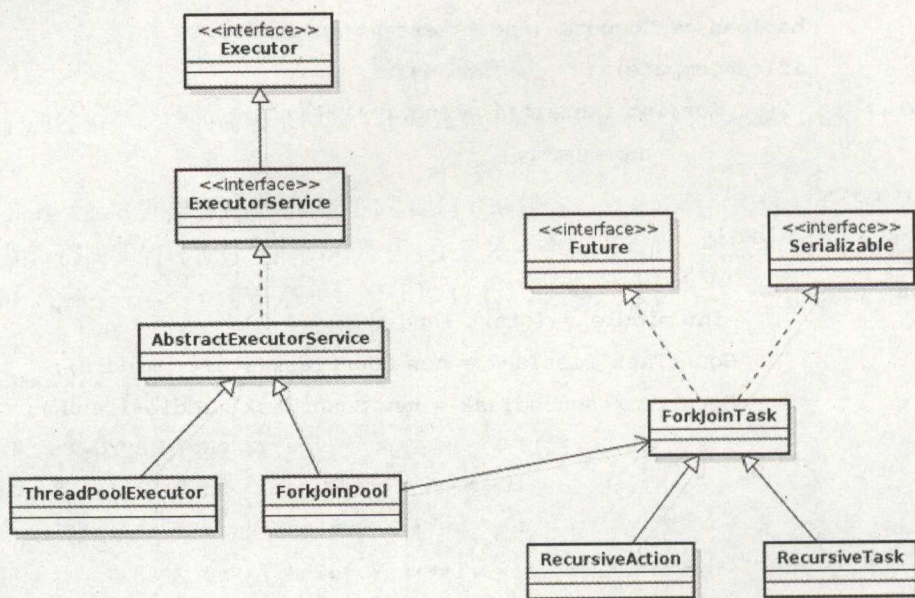 <<interface>>
Executor
<<interface>>
ExecutorService
<<interface>>
Future
<<interface>>
Serializable
AbstractExecutorService
ForkJoinTask
ThreadPoolExecutor
ForkJoinPool
RecursiveAction
RecursiveTask